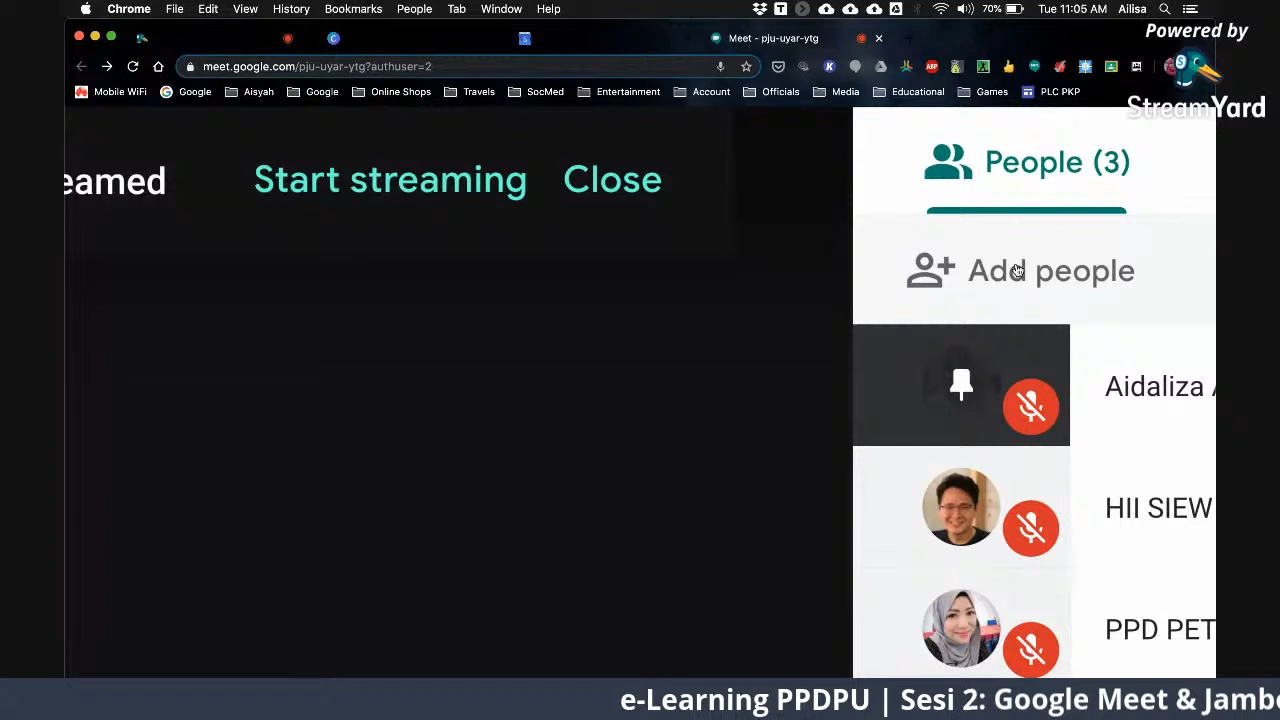 Chrome File Edit View History Bookmarks People Tab Window Help 70% Tue 11:05 AM Ailisa
Powered by
StreamYard
Meet - pju-uyar-ytg
meet.google.com/pju-uyar-ytg?authuser=2
Mobile WiFi Google Aisyah Google Online Shops Travels SocMed Entertainment Account Officials Media Educational Games PLC PKP
eamed Start streaming Close
People (3)
Add people
Aidaliza
HII SIEW
PPD PET
e-Learning PPDPU | Sesi 2: Google Meet & Jamb